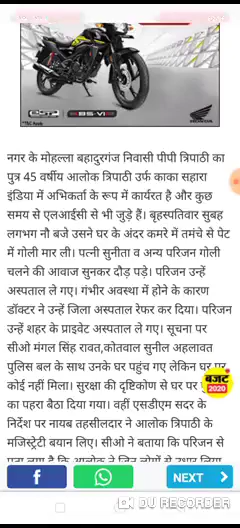 BS-VI
HONDA
*T&C Apply
नगर के मोहल्ला बहादुरगंज निवासी पीपी त्रिपाठी का
पुत्र 45 वर्षीय आलोक त्रिपाठी उर्फ काका सहारा
इंडिया में अभिकर्ता के रूप में कार्यरत है और कुछ
समय से एलआईसी से भी जुड़े हैं। बृहस्पतिवार सुबह
लगभग नौ बजे उसने घर के अंदर कमरे में तमंचे से पेट
में गोली मार ली। पत्नी सुनीता व अन्य परिजन गोली
चलने की आवाज सुनकर दौड़ पड़े। परिजन उन्हें
अस्पताल ले गए। गंभीर अवस्था में होने के कारण
डॉक्टर ने उन्हें जिला अस्पताल रेफर कर दिया। परिजन
उन्हें शहर के प्राइवेट अस्पताल ले गए। सूचना पर
सीओ मंगल सिंह रावत,कोतवाल सुनील अहलावत
पुलिस बल के साथ उनके घर पहुंच गए लेकिन घर पर
कोई नहीं मिला। सुरक्षा की दृष्टिकोण से घर पर
का पहरा बैठा दिया गया। वहीं एसडीएम सदर के
निर्देश पर नायब तहसीलदार ने आलोक त्रिपाठी के
मजिस्ट्रेटी बयान लिए। सीओ ने बताया कि परिजन से
पता चला है कि आलोक ने जिन लोगों से उधार लिया
बजट
2020
NEXT
DU RECORDER